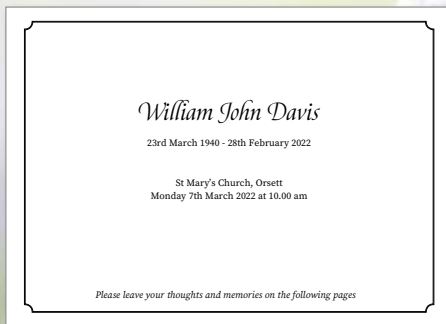 William John Davis
23rd March 1940 - 28th February 2022
St Mary's Church, Orsett
Monday 7th March 2022 at 10.00 am
Please leave your thoughts and memories on the following pages